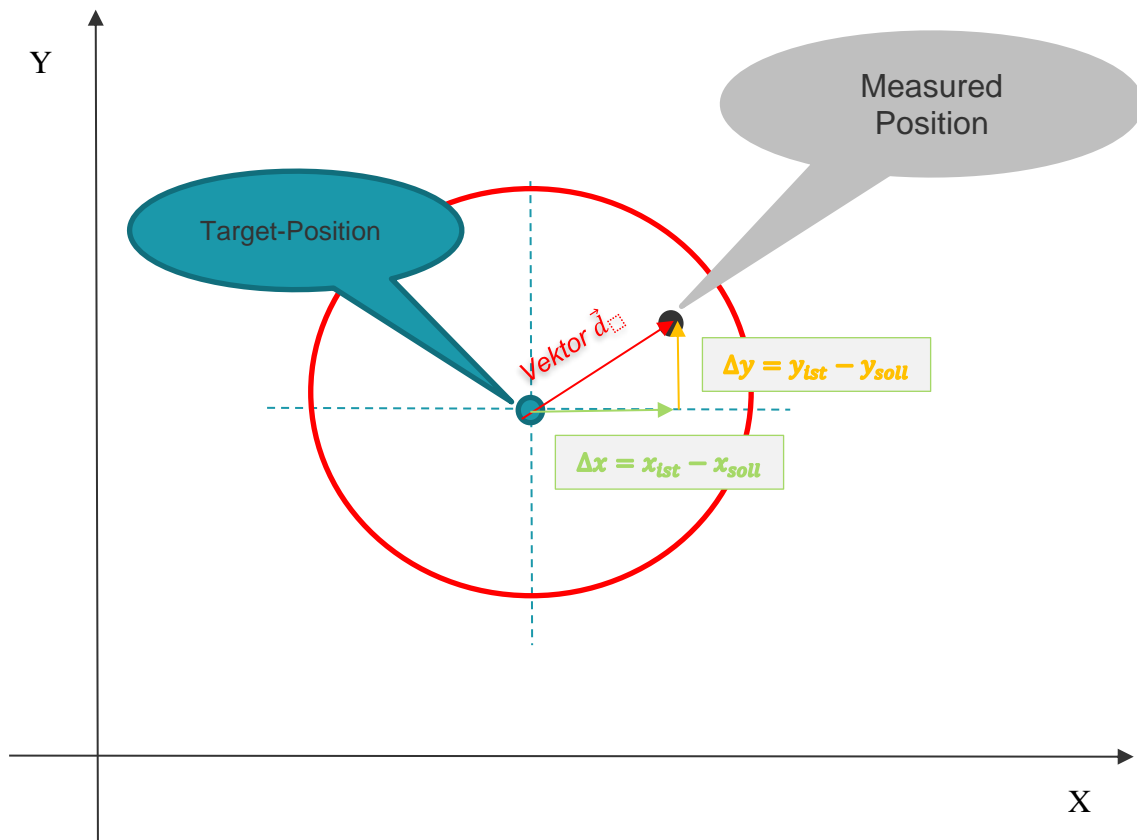 Y
Measured
Position
Target-Position
Vektor d⃗□
Δy = y_ist − y_soll
Δx = x_ist − x_soll
X